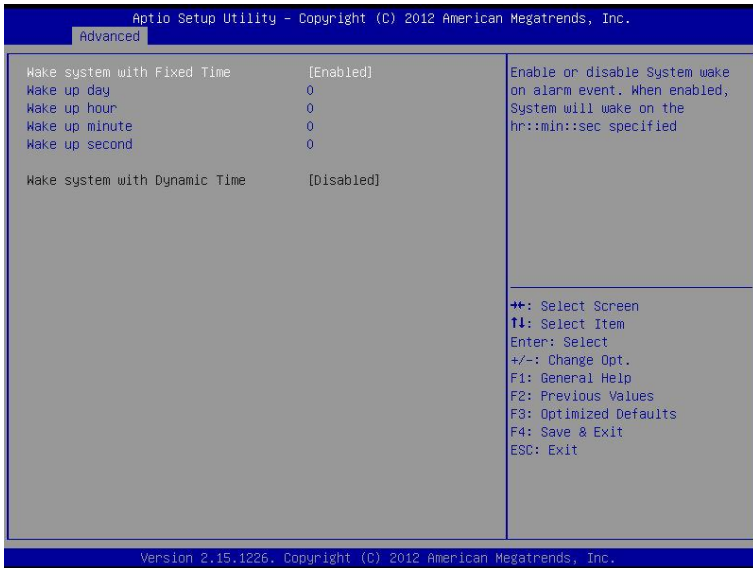 Aptio Setup Utility – Copyright (C) 2012 American Megatrends, Inc.
Advanced
Wake system with Fixed Time [Enabled]
Wake up day 0
Wake up hour 0
Wake up minute 0
Wake up second 0
Wake system with Dynamic Time [Disabled]
Enable or disable System wake
on alarm event. When enabled,
System will wake on the
hr::min::sec specified
→←: Select Screen
↑↓: Select Item
Enter: Select
+/-: Change Opt.
F1: General Help
F2: Previous Values
F3: Optimized Defaults
F4: Save & Exit
ESC: Exit
Version 2.15.1226. Copyright (C) 2012 American Megatrends, Inc.